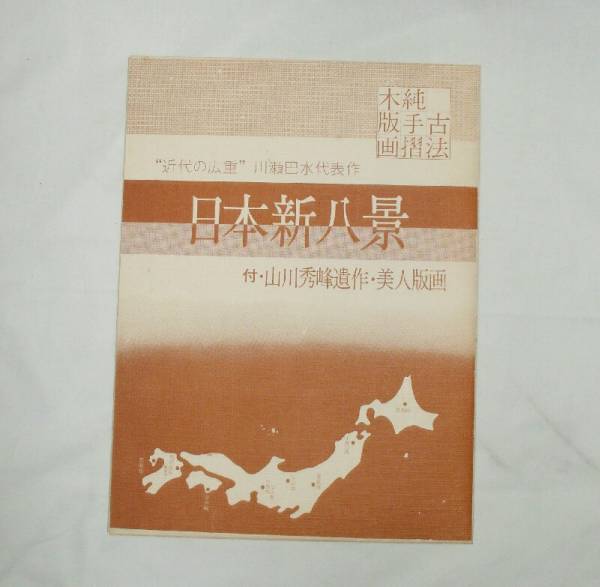 古法
純手摺
木版画
“近代の広重”川瀬巴水代表作
日本新八景
付・山川秀峰遺作・美人版画